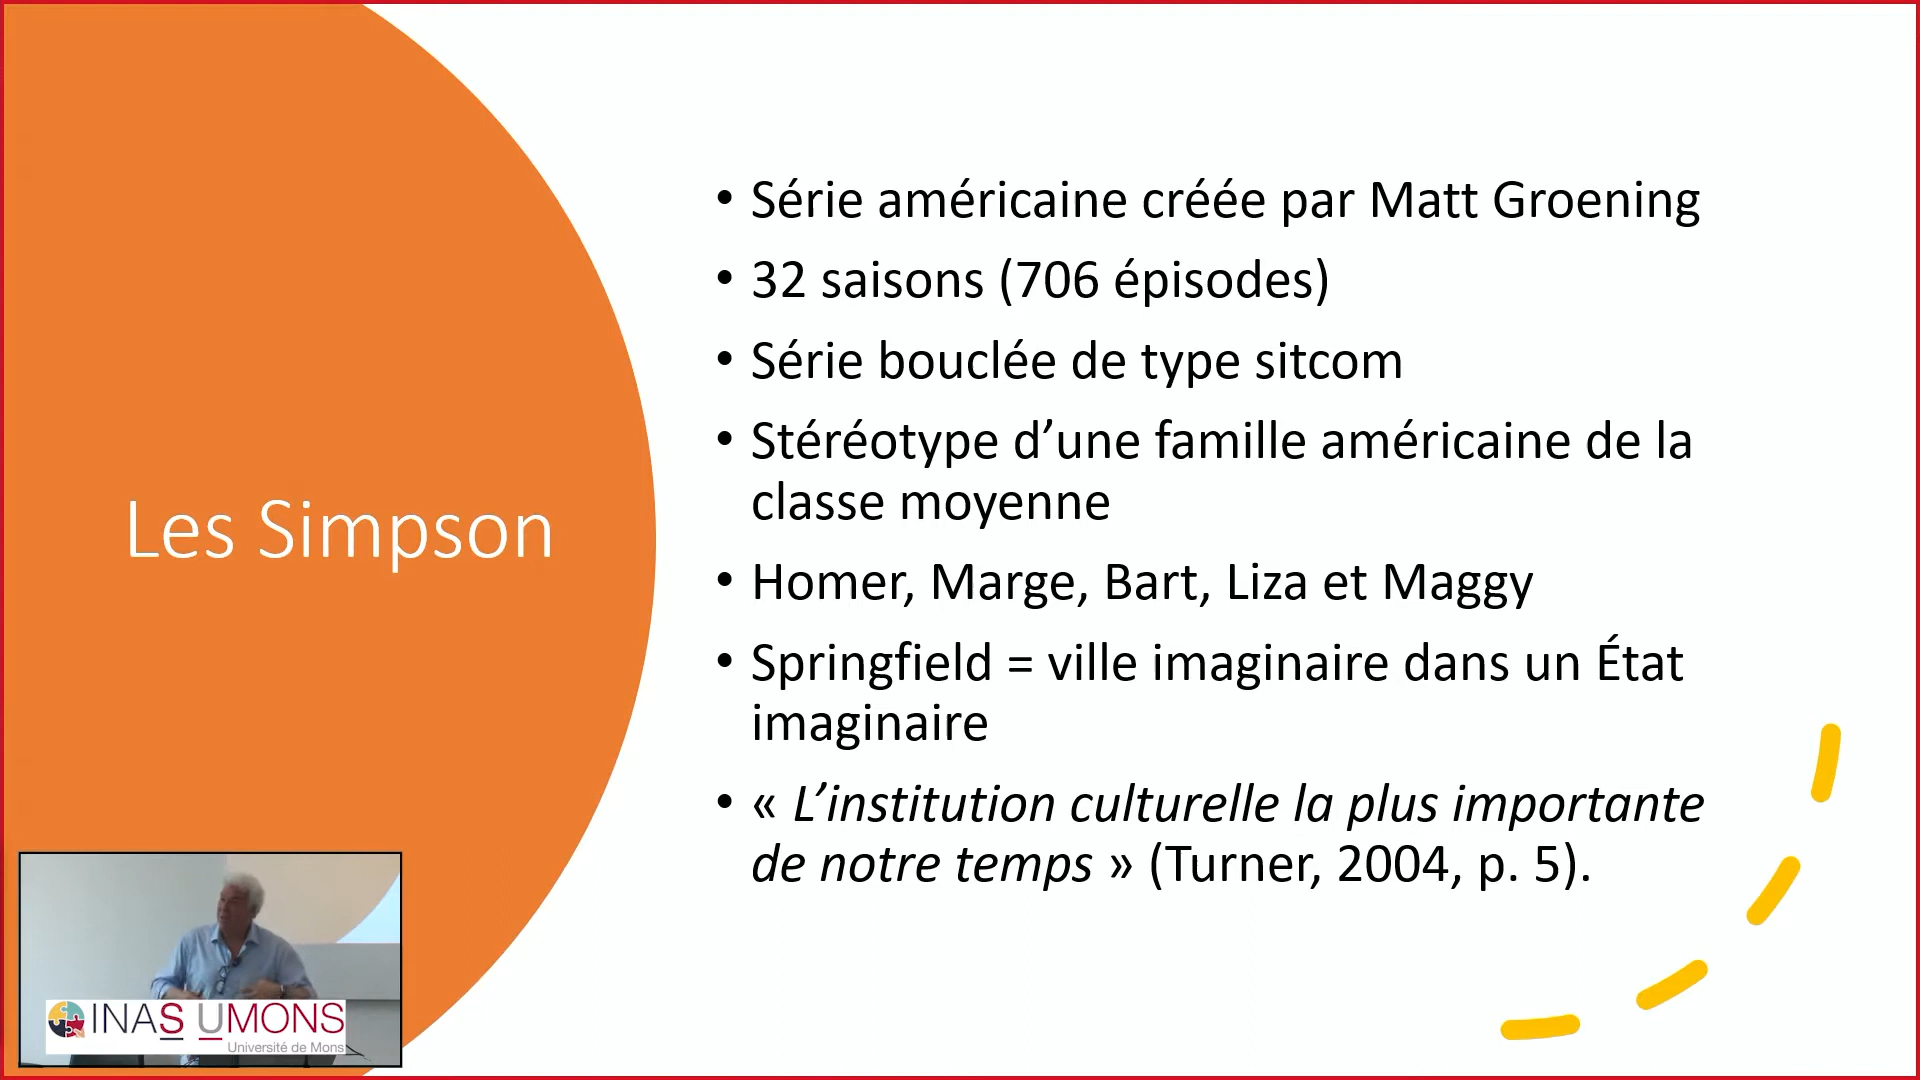 Les Simpson
• Série américaine créée par Matt Groening
• 32 saisons (706 épisodes)
• Série bouclée de type sitcom
• Stéréotype d’une famille américaine de la
classe moyenne
• Homer, Marge, Bart, Liza et Maggy
• Springfield = ville imaginaire dans un État
imaginaire
• « L’institution culturelle la plus importante
de notre temps » (Turner, 2004, p. 5).
INAS UMONS
Université de Mons